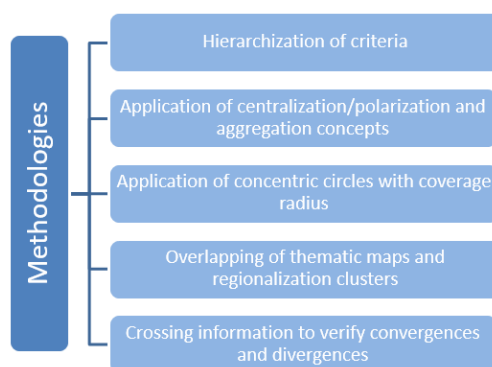 Methodologies
Hierarchization of criteria
Application of centralization/polarization and
aggregation concepts
Application of concentric circles with coverage
radius
Overlapping of thematic maps and
regionalization clusters
Crossing information to verify convergences
and divergences